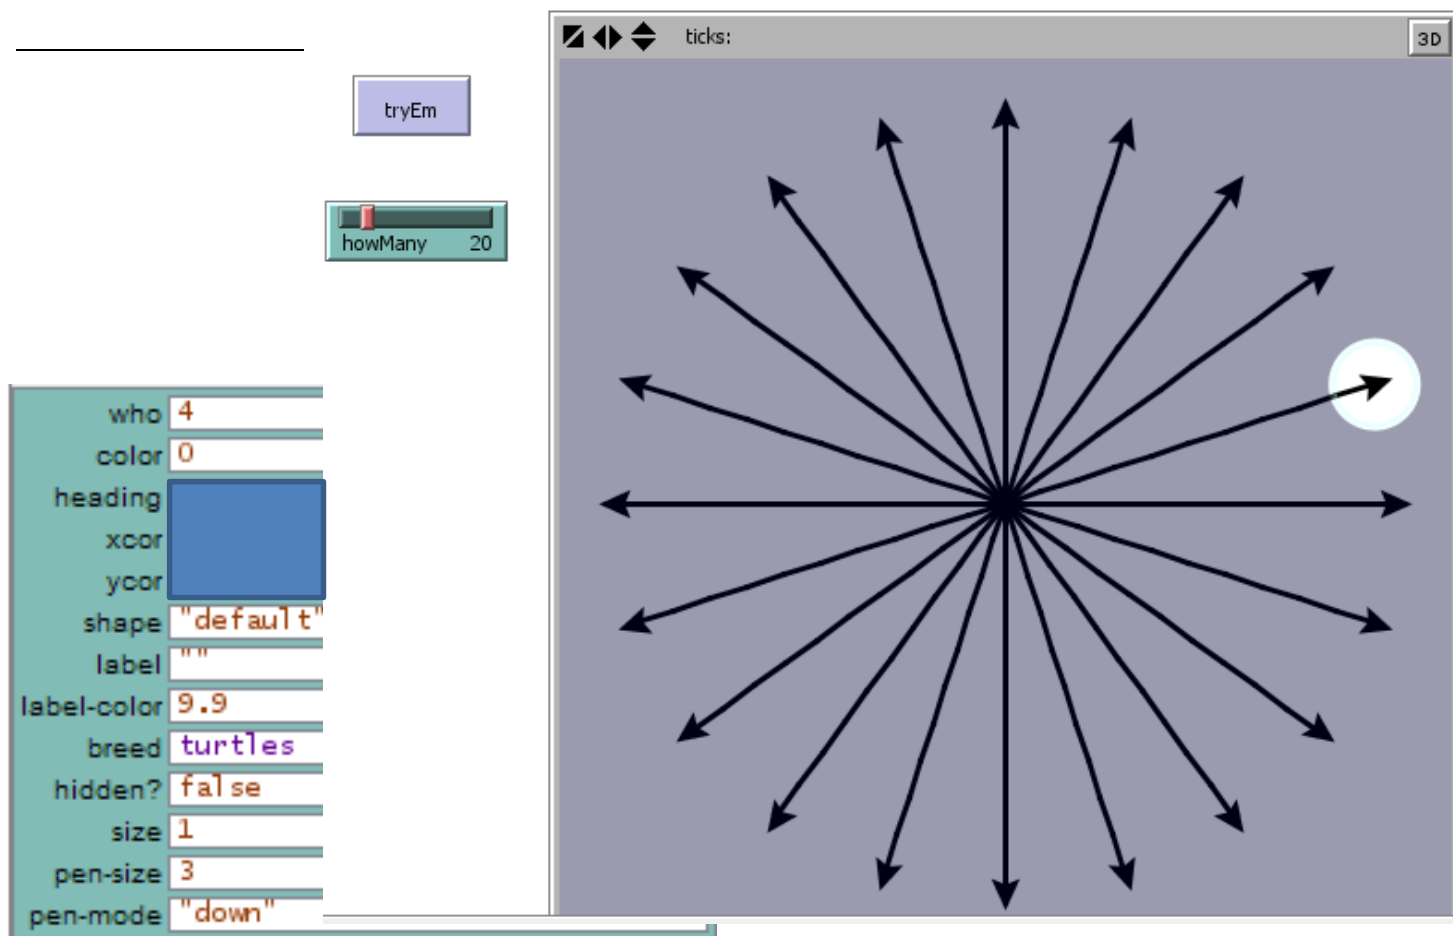 ticks:
3D
tryEm
howMany 20
who 4
color 0
heading
xcor
ycor
shape "default"
label ""
label-color 9.9
breed turtles
hidden? false
size 1
pen-size 3
pen-mode "down"